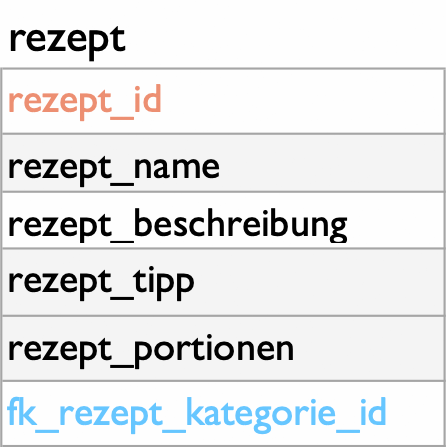 rezept
rezept_id
rezept_name
rezept_beschreibung
rezept_tipp
rezept_portionen
fk_rezept_kategorie_id